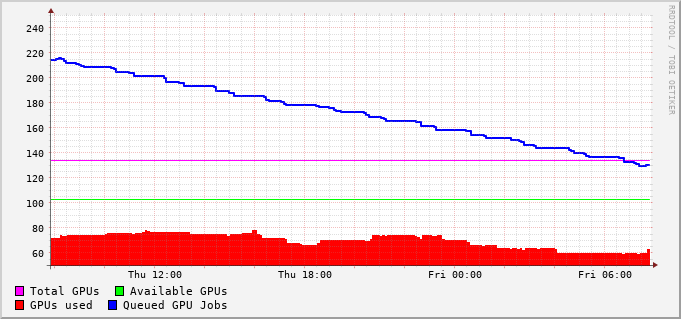 RRDTOOL / TOBI OETIKER
240
220
200
180
160
140
120
100
80
60
Thu 12:00 Thu 18:00 Fri 00:00 Fri 06:00
Total GPUs Available GPUs
GPUs used Queued GPU Jobs